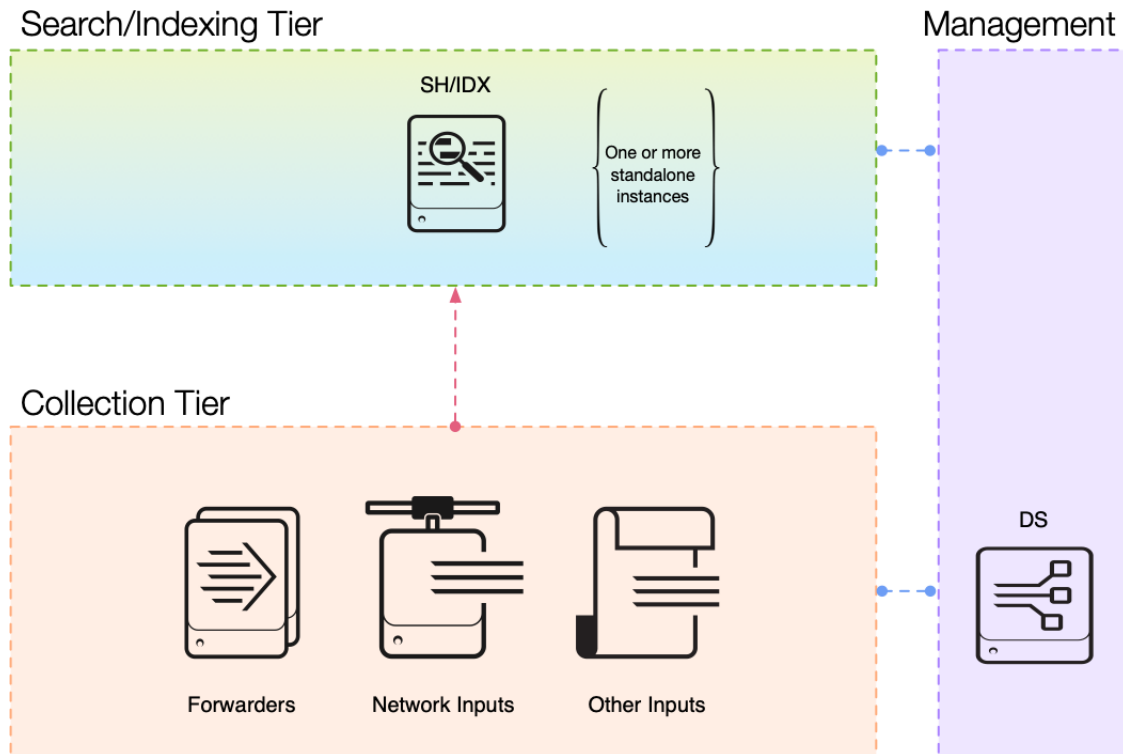 Search/Indexing Tier
Management
SH/IDX
One or more
standalone
instances
Collection Tier
DS
Forwarders
Network Inputs
Other Inputs